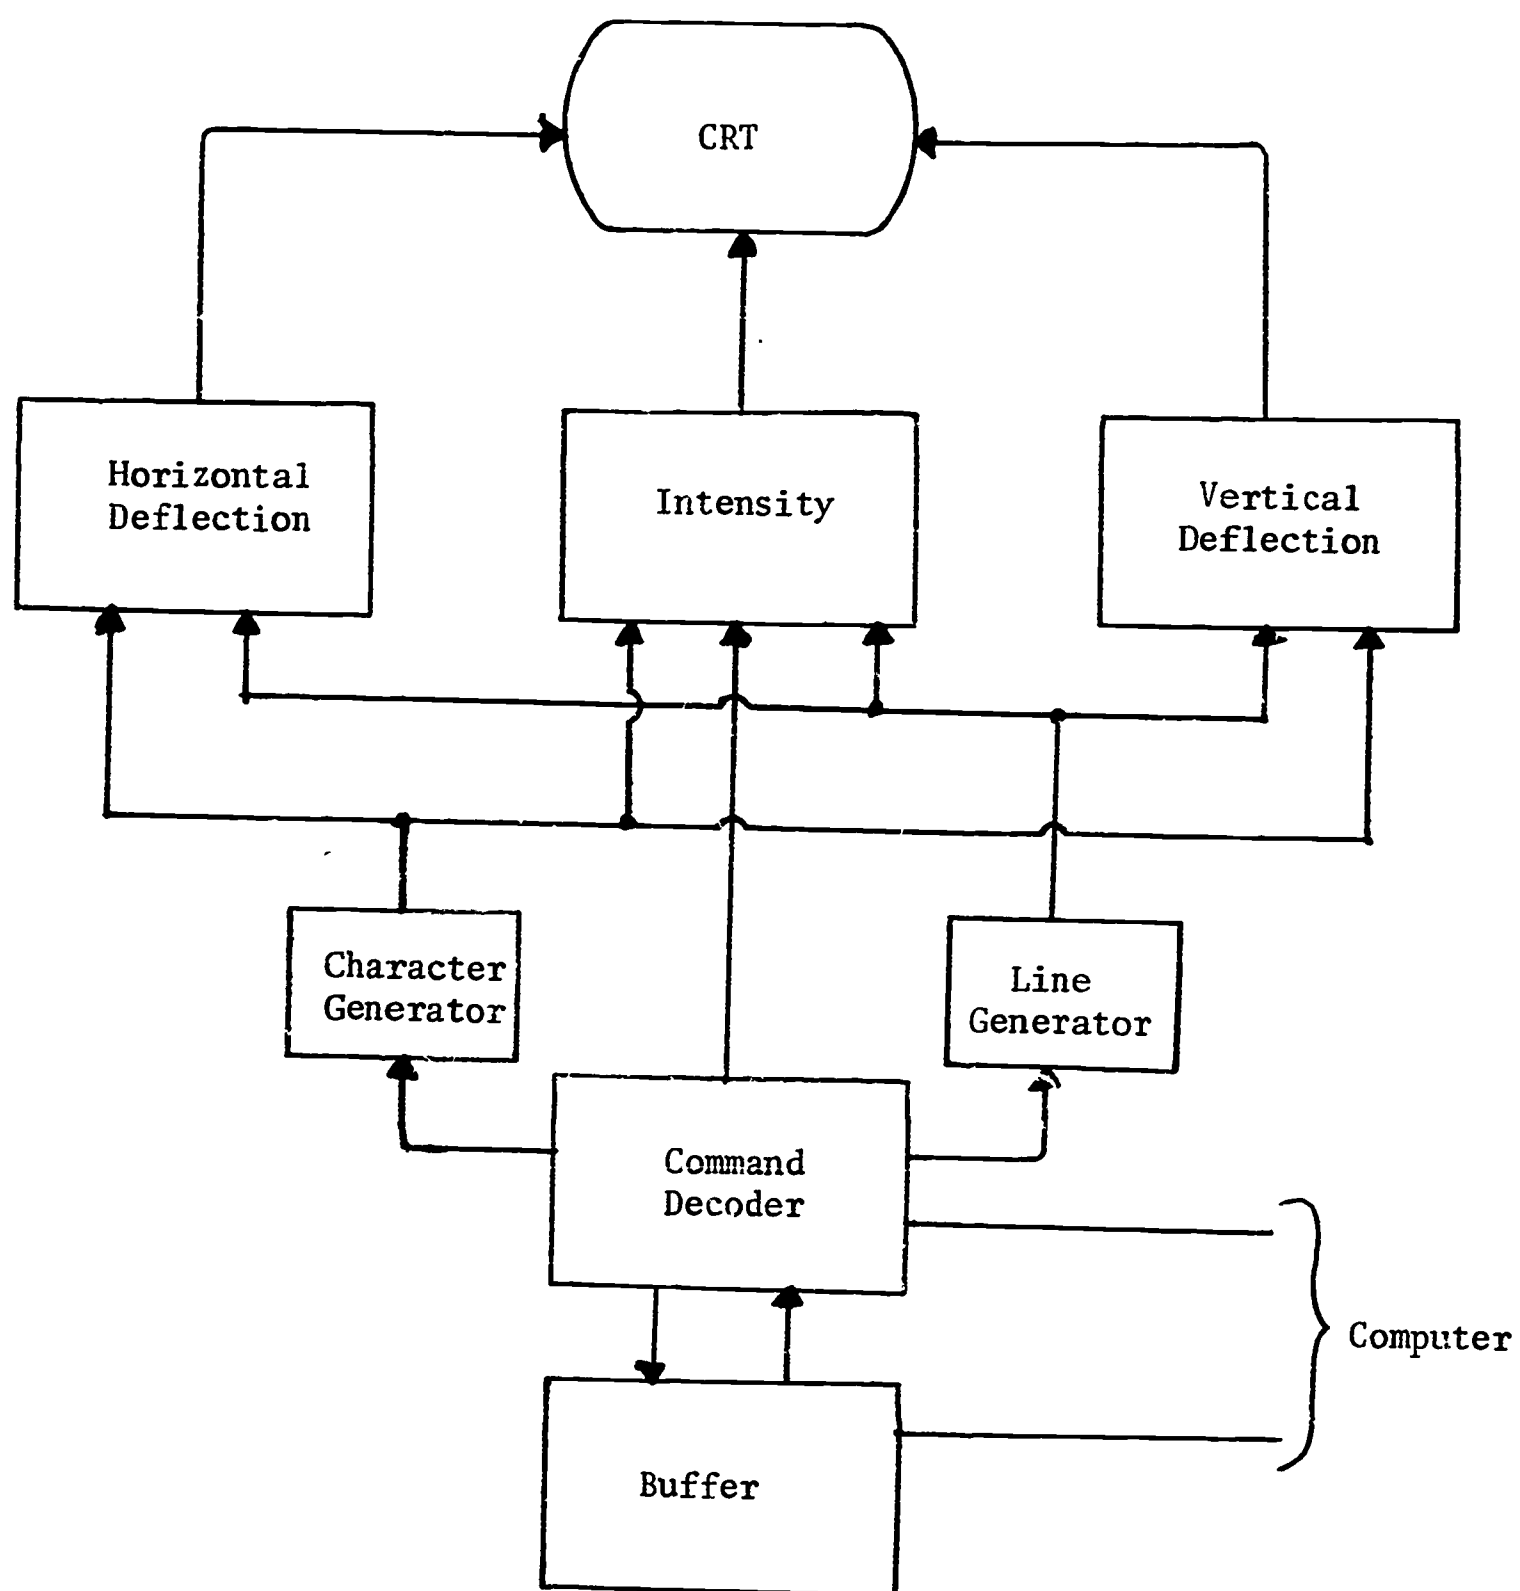 CRT
Horizontal
Deflection
Intensity
Vertical
Deflection
Character
Generator
Line
Generator
Command
Decoder
Computer
Buffer